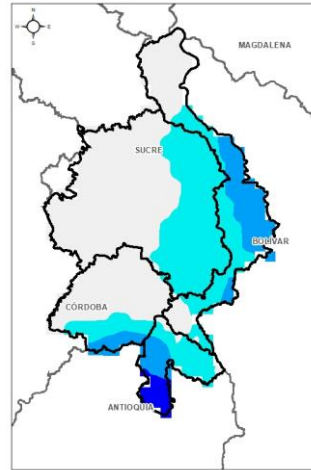 N
W E
S
MAGDALENA
SUCRE
BOLÍVAR
CÓRDOBA
ANTIOQUIA